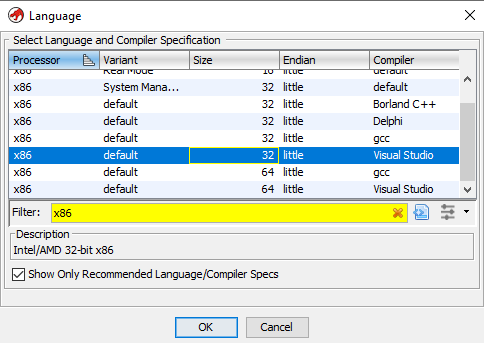 Language
Select Language and Compiler Specification
Processor Variant Size Endian Compiler
x86 Real Mode 16 little default
x86 System Mana... 32 little default
x86 default 32 little Borland C++
x86 default 32 little Delphi
x86 default 32 little gcc
x86 default 32 little Visual Studio
x86 default 64 little gcc
x86 default 64 little Visual Studio
Filter: x86
Description
Intel/AMD 32-bit x86
Show Only Recommended Language/Compiler Specs
OK Cancel